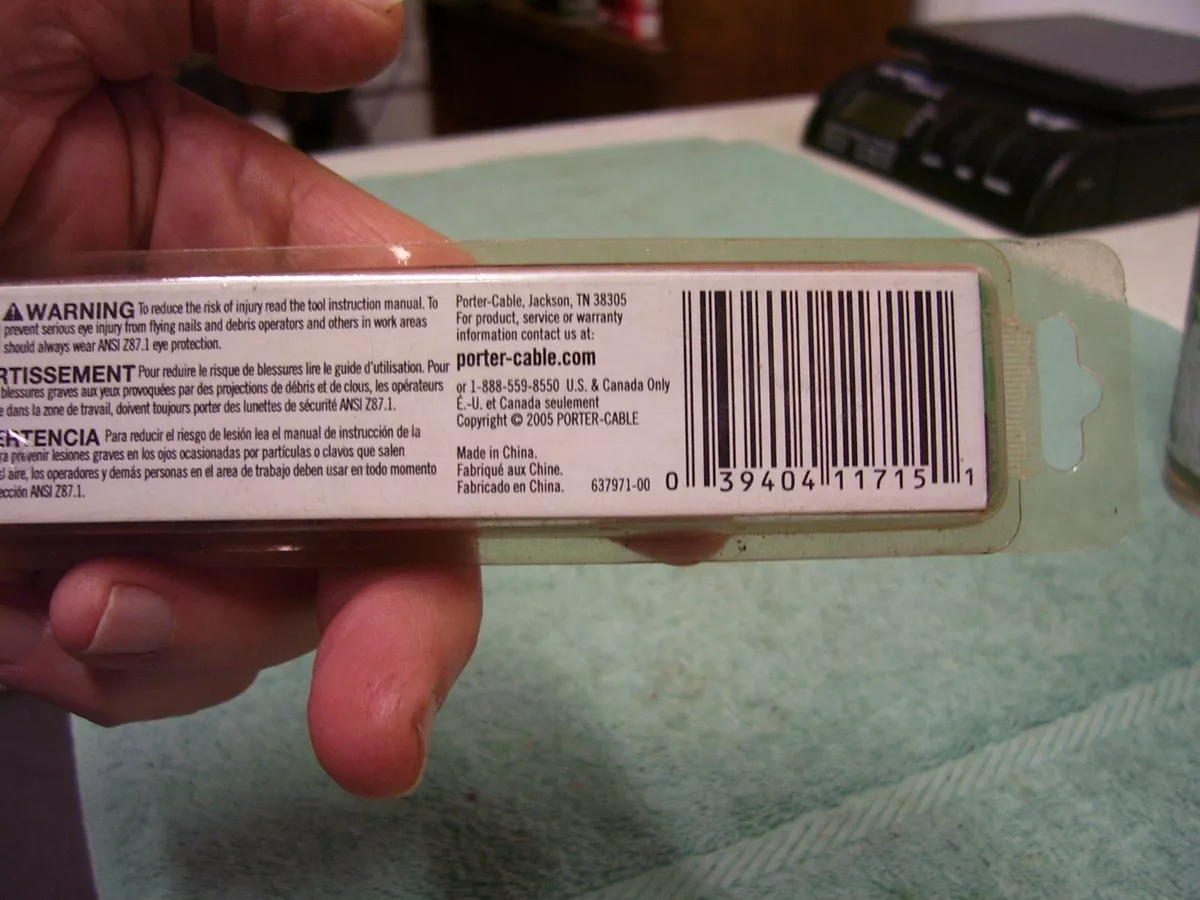 WARNING To reduce the risk of injury read the tool instruction manual. To
prevent serious eye injury from flying nails and debris operators and others in work areas
should always wear ANSI Z87.1 eye protection.
RTISSEMENT Pour reduire le risque de blessures lire le guide d'utilisation. Pour
blessures graves aux yeux provoquées par des projections de débris et de clous, les opérateurs
e dans la zone de travail, doivent toujours porter des lunettes de sécurité ANSI Z87.1.
ERTENCIA Para reducir el riesgo de lesión lea el manual de instrucción de la
ra prevenir lesiones graves en los ojos ocasionadas por partículas o clavos que salen
el aire, los operadores y demás personas en el area de trabajo deben usar en todo momento
ección ANSI Z87.1.
Porter-Cable, Jackson, TN 38305
For product, service or warranty
information contact us at:
porter-cable.com
or 1-888-559-8550 U.S. & Canada Only
É.-U. et Canada seulement
Copyright © 2005 PORTER-CABLE
Made in China.
Fabriqué aux Chine.
Fabricado en China. 637971-00
0 39404 11715 1